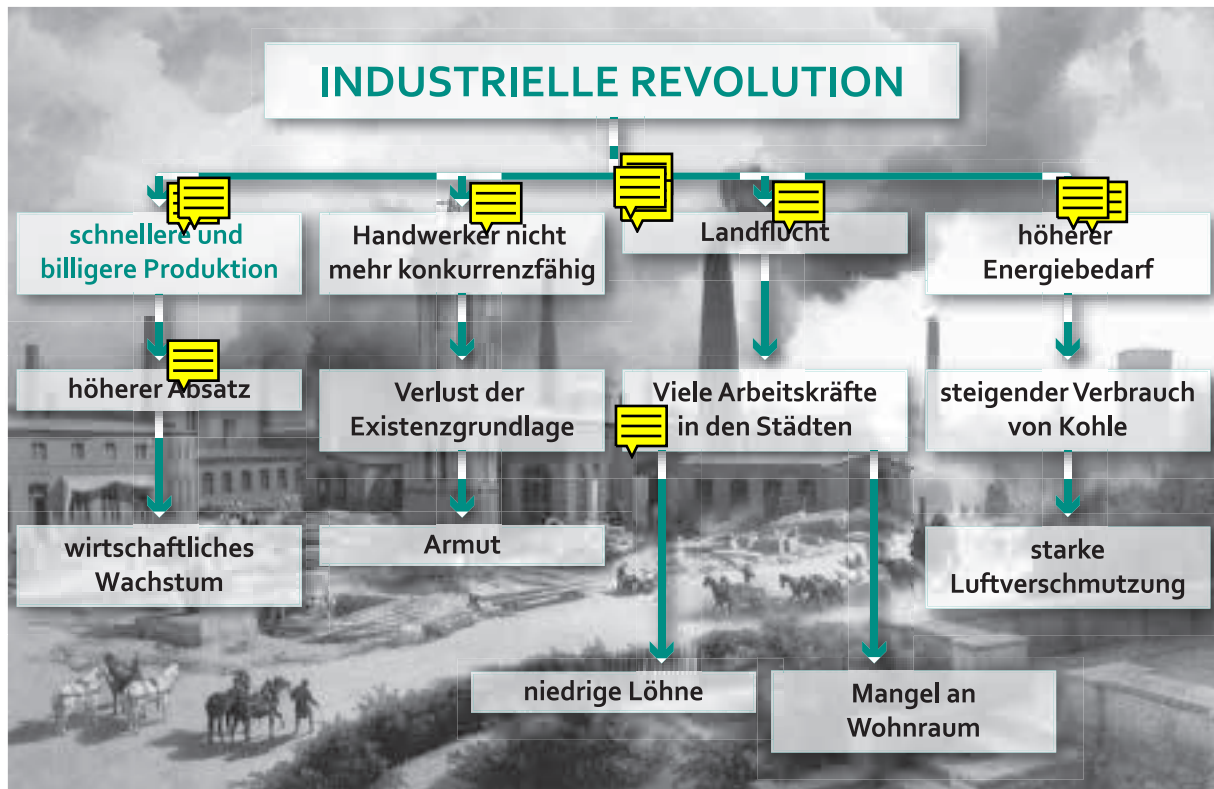 INDUSTRIELLE REVOLUTION
schnellere und
billigere Produktion
höherer Absatz
wirtschaftliches
Wachstum
Handwerker nicht
mehr konkurrenzfähig
Verlust der
Existenzgrundlage
Armut
Landflucht
Viele Arbeitskräfte
in den Städten
niedrige Löhne
Mangel an
Wohnraum
höherer
Energiebedarf
steigender Verbrauch
von Kohle
starke
Luftverschmutzung